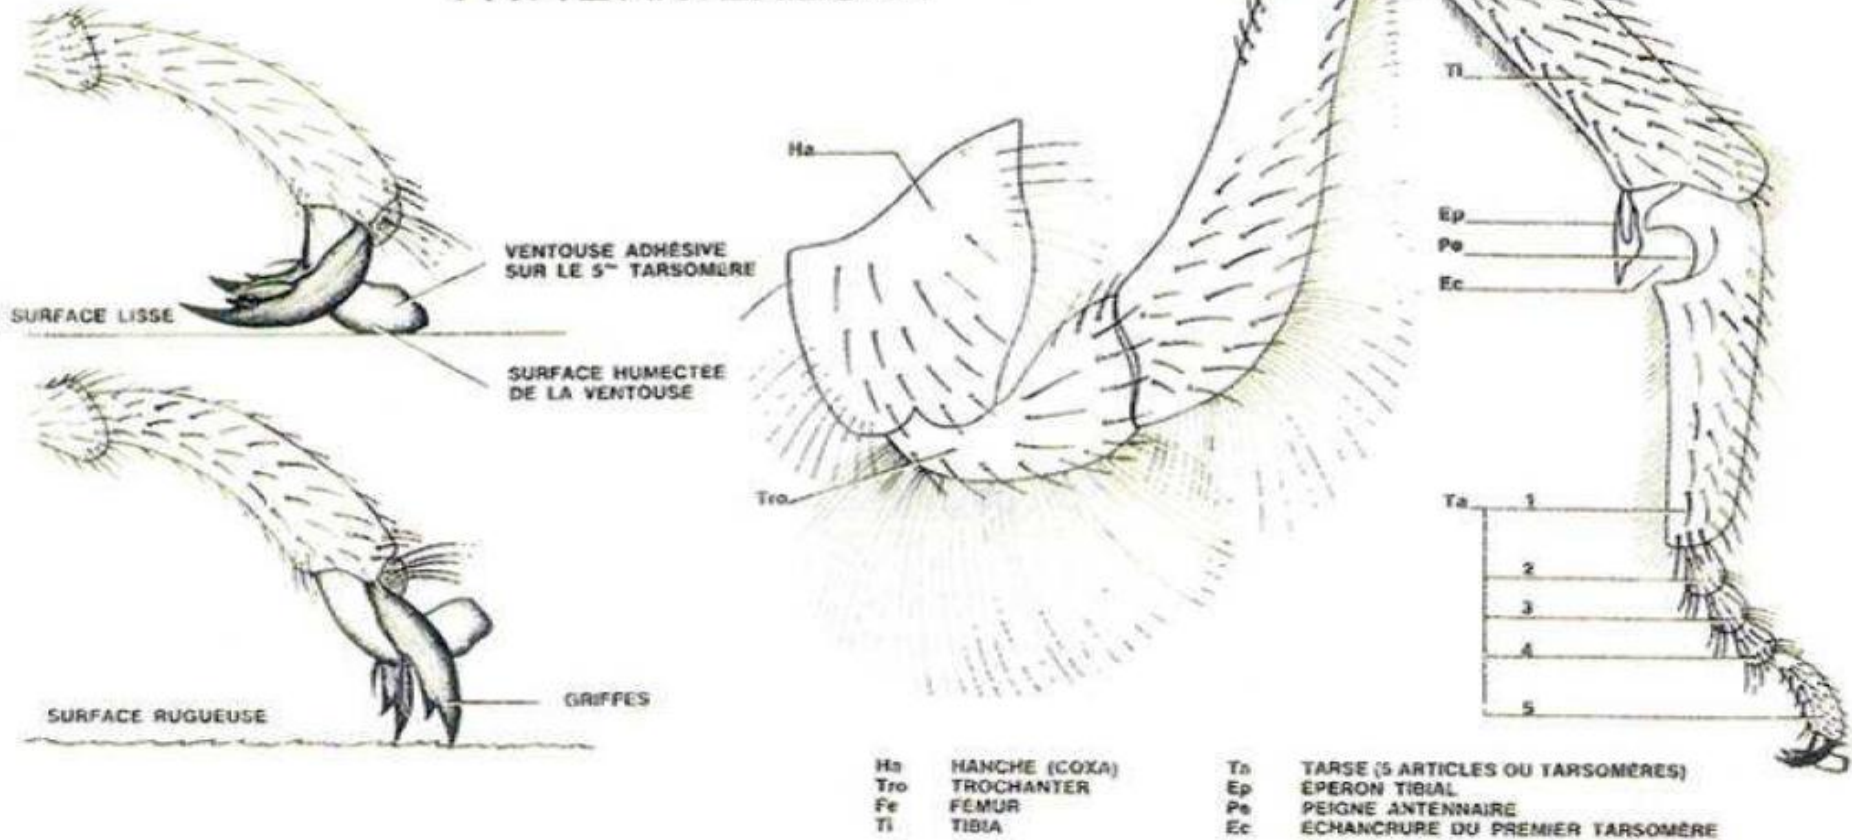 VENTOUSE ADHÉSIVE
SUR LE 5me TARSOMÈRE
SURFACE LISSE
SURFACE HUMECTÉE
DE LA VENTOUSE
GRIFFES
SURFACE RUGUEUSE
Ha
Tro
Ti
Ep
Pe
Ec
Ta
1
2
3
4
5
Ha HANCHE (COXA)
Tro TROCHANTER
Fe FÉMUR
Ti TIBIA
Ta TARSE (5 ARTICLES OU TARSOMÈRES)
Ep ÉPERON TIBIAL
Pe PEIGNE ANTENNAIRE
Ec ECHANCRURE DU PREMIER TARSOMÈRE